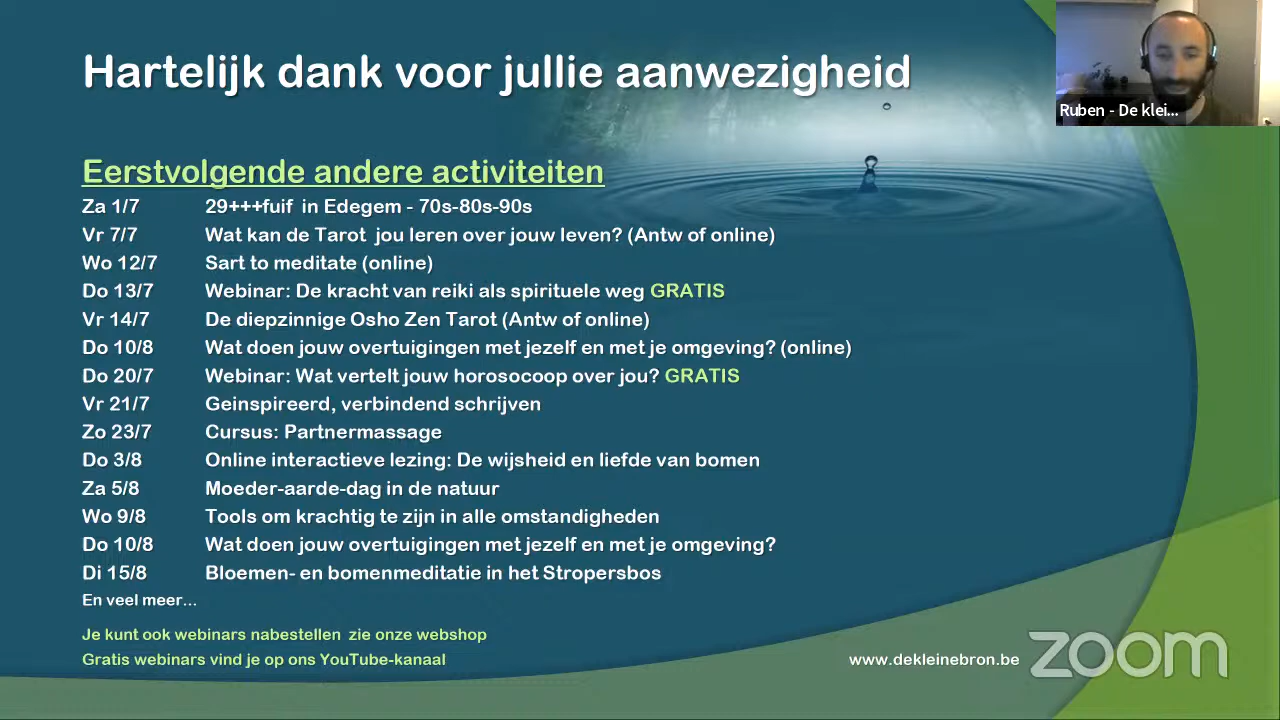 Hartelijk dank voor jullie aanwezigheid
Ruben - De klei...
Eerstvolgende andere activiteiten
Za 1/7 29+++fuif in Edegem - 70s-80s-90s
Vr 7/7 Wat kan de Tarot jou leren over jouw leven? (Antw of online)
Wo 12/7 Sart to meditate (online)
Do 13/7 Webinar: De kracht van reiki als spirituele weg GRATIS
Vr 14/7 De diepzinnige Osho Zen Tarot (Antw of online)
Do 10/8 Wat doen jouw overtuigingen met jezelf en met je omgeving? (online)
Do 20/7 Webinar: Wat vertelt jouw horosocoop over jou? GRATIS
Vr 21/7 Geinspireerd, verbindend schrijven
Zo 23/7 Cursus: Partnermassage
Do 3/8 Online interactieve lezing: De wijsheid en liefde van bomen
Za 5/8 Moeder-aarde-dag in de natuur
Wo 9/8 Tools om krachtig te zijn in alle omstandigheden
Do 10/8 Wat doen jouw overtuigingen met jezelf en met je omgeving?
Di 15/8 Bloemen- en bomenmeditatie in het Stropersbos
En veel meer...
Je kunt ook webinars nabestellen zie onze webshop
Gratis webinars vind je op ons YouTube-kanaal
www.dekleinebron.be
zoom